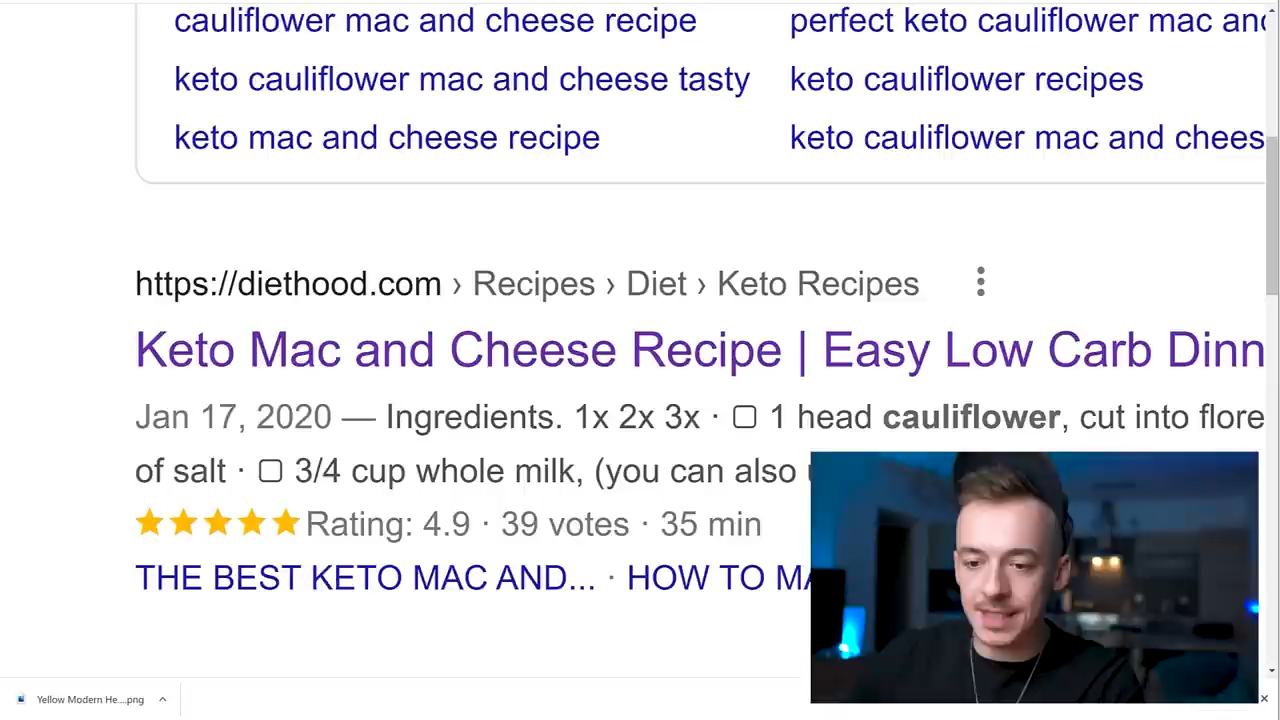 cauliflower mac and cheese recipe
perfect keto cauliflower mac and
keto cauliflower mac and cheese tasty
keto cauliflower recipes
keto mac and cheese recipe
keto cauliflower mac and chees
https://diethood.com › Recipes › Diet › Keto Recipes
Keto Mac and Cheese Recipe | Easy Low Carb Dinn
Jan 17, 2020 — Ingredients. 1x 2x 3x · ▢ 1 head cauliflower, cut into flore
of salt · ▢ 3/4 cup whole milk, (you can also
Rating: 4.9 · 39 votes · 35 min
THE BEST KETO MAC AND... · HOW TO MA
Yellow Modern He....png